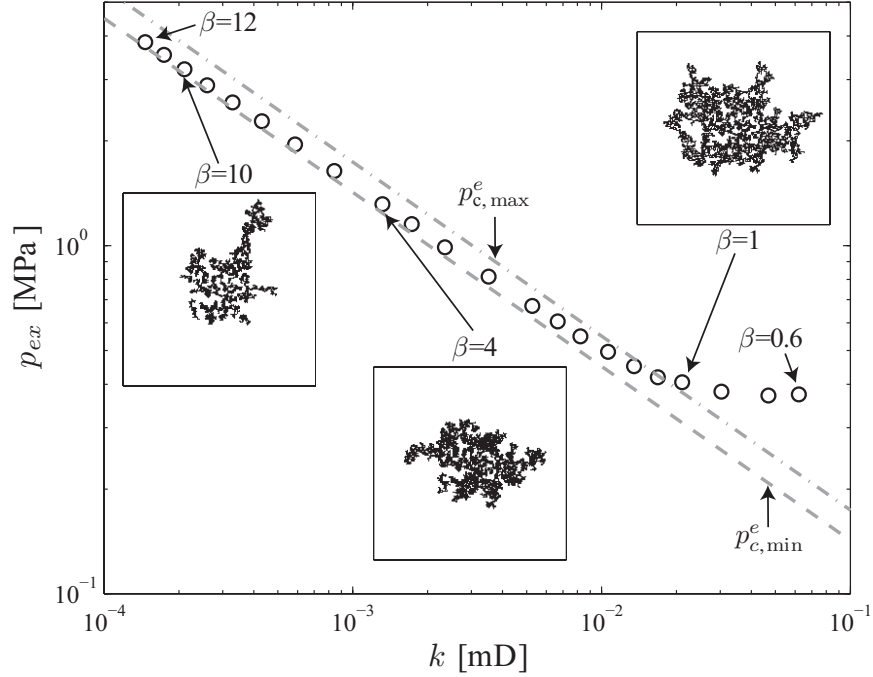 β=12
β=10
p^e_{c, max}
β=1
β=0.6
β=4
p^e_{c, min}
10^0
10^{-1}
p_{ex} [MPa]
10^{-4}
10^{-3}
10^{-2}
10^{-1}
k [mD]